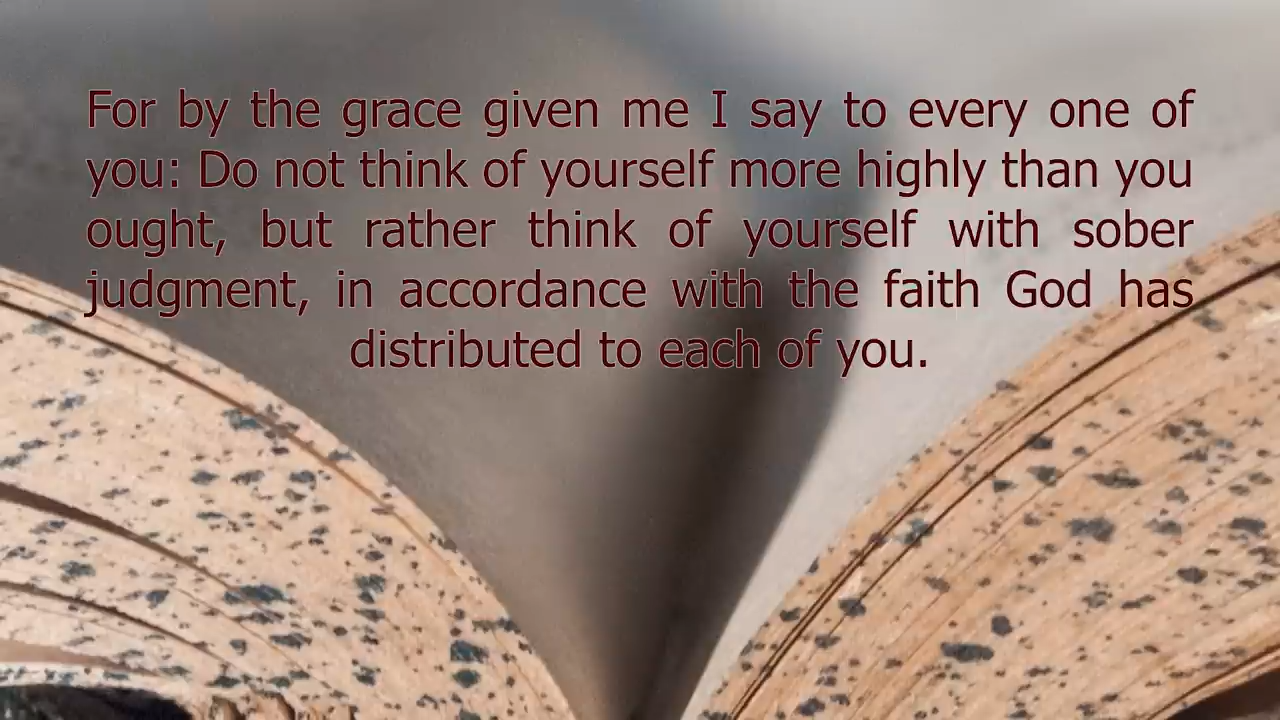 For by the grace given me I say to every one of
you: Do not think of yourself more highly than you
ought, but rather think of yourself with sober
judgment, in accordance with the faith God has
distributed to each of you.